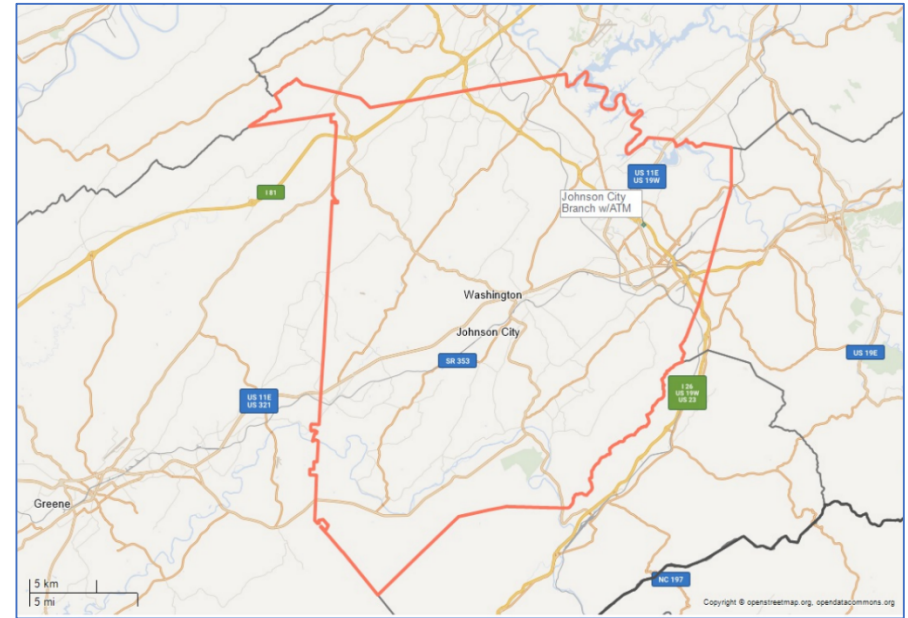 I 81
US 11E
US 19W
Johnson City
Branch w/ATM
Washington
Johnson City
SR 353
US 19E
US 11E
US 321
I 26
US 19W
US 23
Greene
NC 197
5 km
5 mi
Copyright © openstreetmap.org, opendatacommons.org